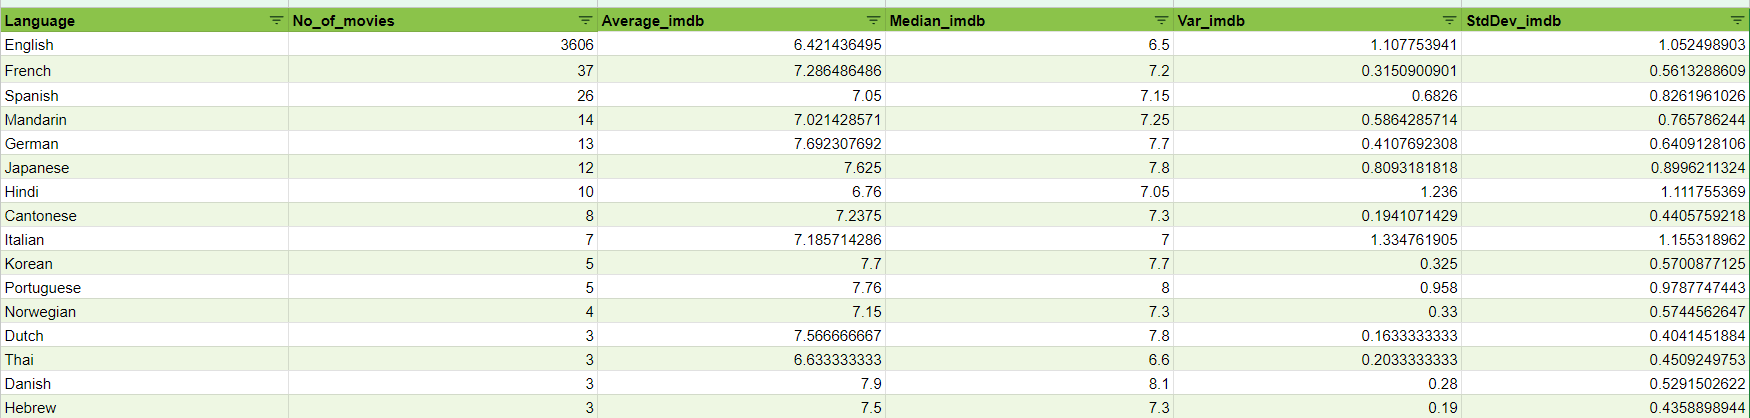 Language No_of_movies Average_imdb Median_imdb Var_imdb StdDev_imdb
English 3606 6.421436495 6.5 1.107753941 1.052498903
French 37 7.286486486 7.2 0.3150900901 0.5613288609
Spanish 26 7.05 7.15 0.6826 0.8261961026
Mandarin 14 7.021428571 7.25 0.5864285714 0.765786244
German 13 7.692307692 7.7 0.4107692308 0.6409128106
Japanese 12 7.625 7.8 0.8093181818 0.8996211324
Hindi 10 6.76 7.05 1.236 1.111755369
Cantonese 8 7.2375 7.3 0.1941071429 0.4405759218
Italian 7 7.185714286 7 1.334761905 1.155318962
Korean 5 7.7 7.7 0.325 0.5700877125
Portuguese 5 7.76 8 0.958 0.9787747443
Norwegian 4 7.15 7.3 0.33 0.5744562647
Dutch 3 7.566666667 7.8 0.1633333333 0.4041451884
Thai 3 6.633333333 6.6 0.2033333333 0.4509249753
Danish 3 7.9 8.1 0.28 0.5291502622
Hebrew 3 7.5 7.3 0.19 0.4358898944